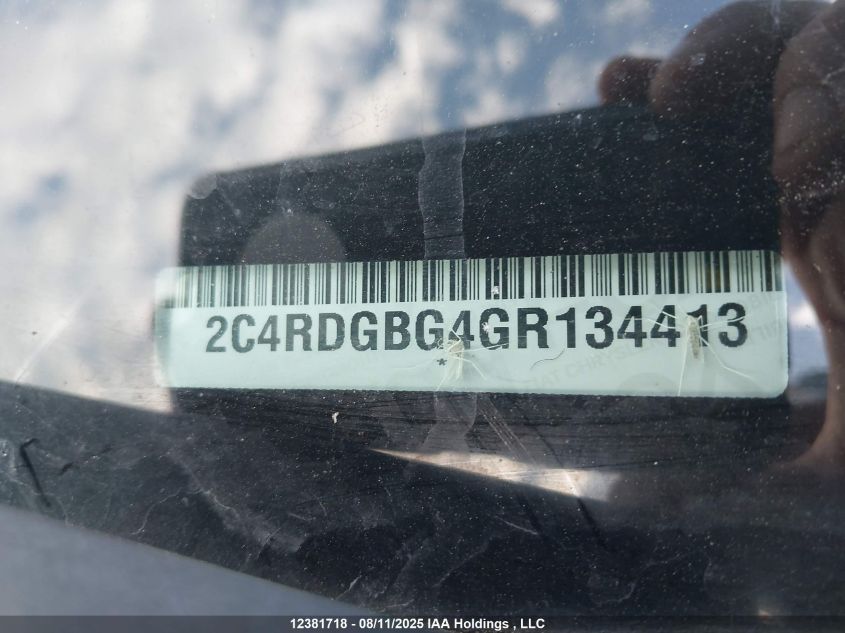 2C4RDGBG4GR134413
*
12381718 - 08/11/2025 IAA Holdings , LLC